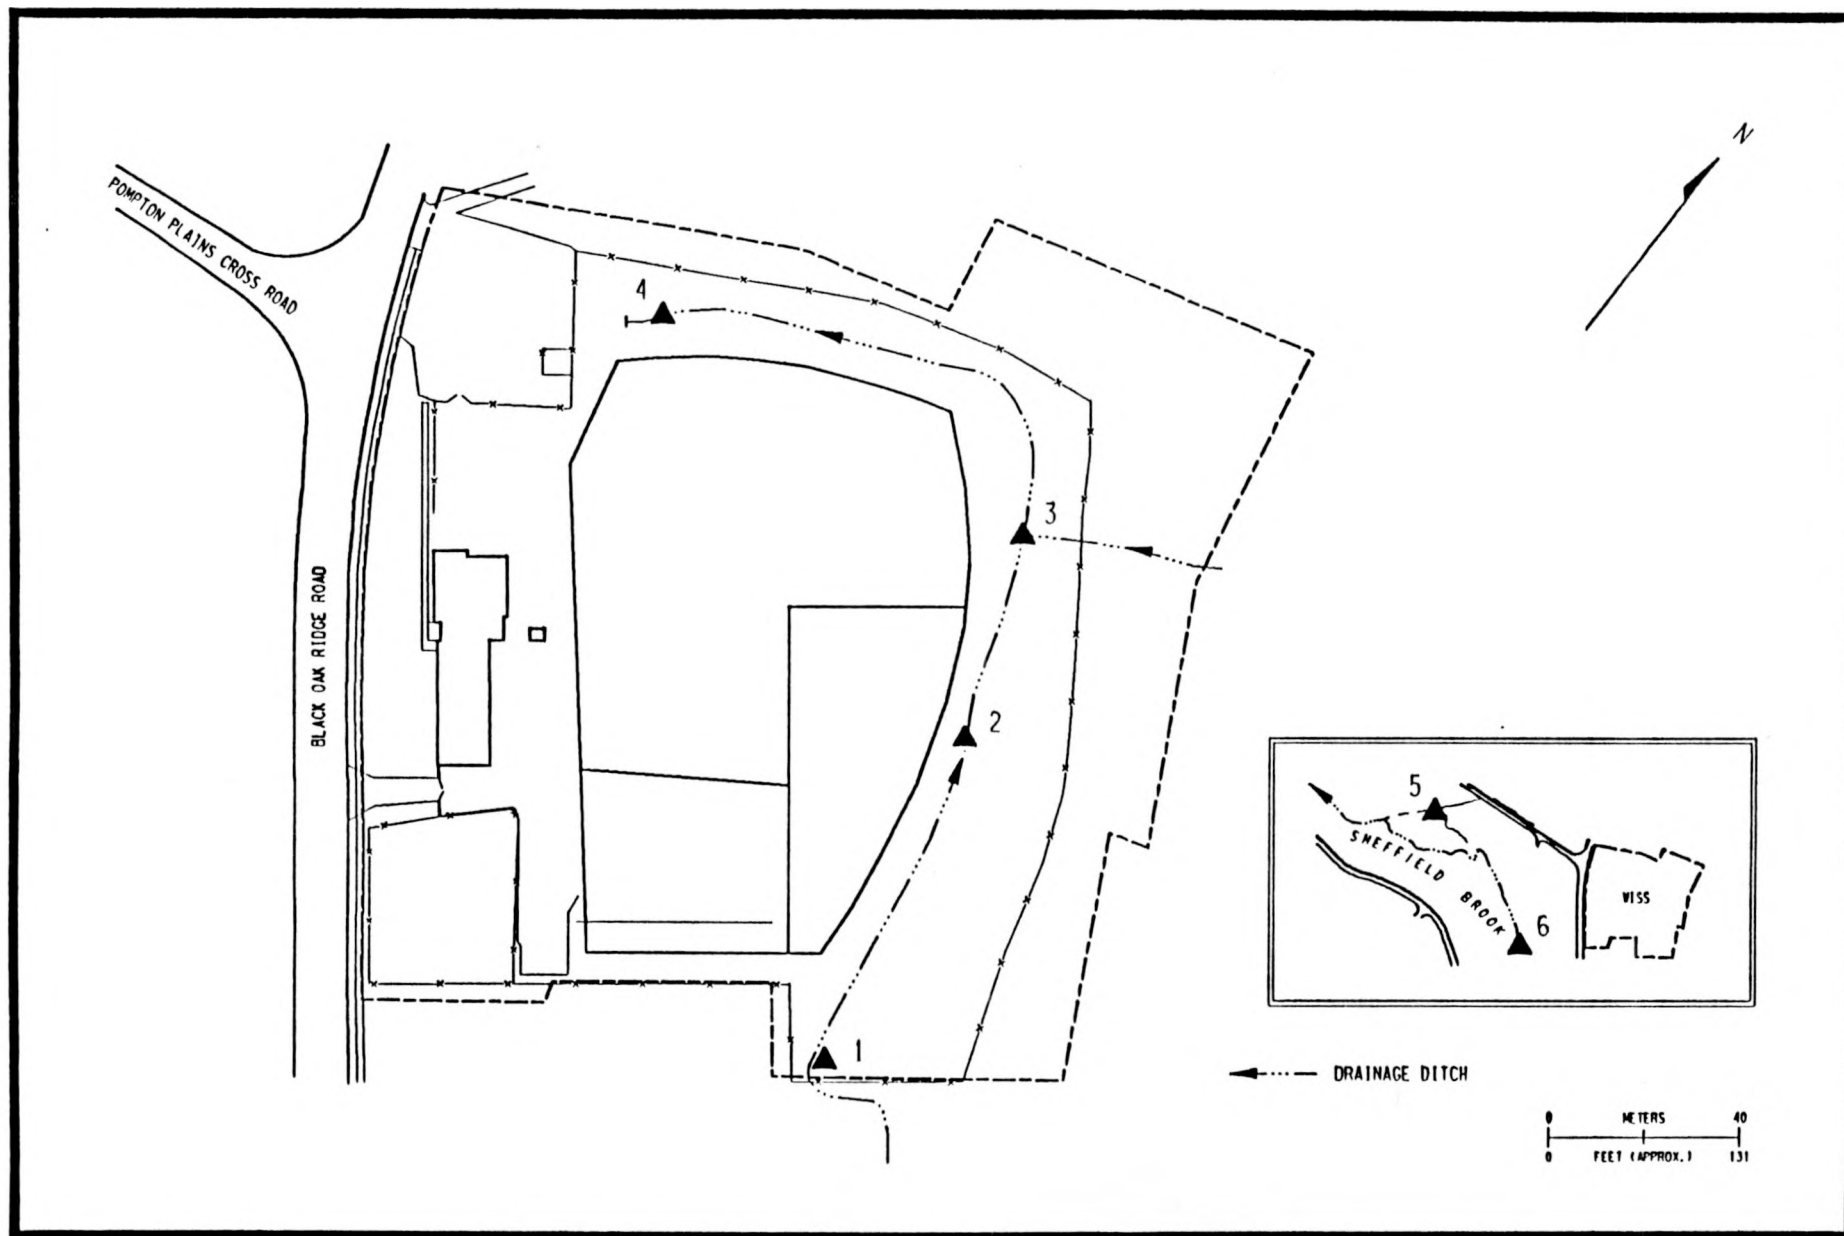 N
POMPTON PLAINS CROSS ROAD
4
3
BLACK OAK RIDGE ROAD
2
5
SHEFFIELD BROOK
WISS
6
1
DRAINAGE DITCH
0 METERS 40
0 FEET (APPROX.) 131